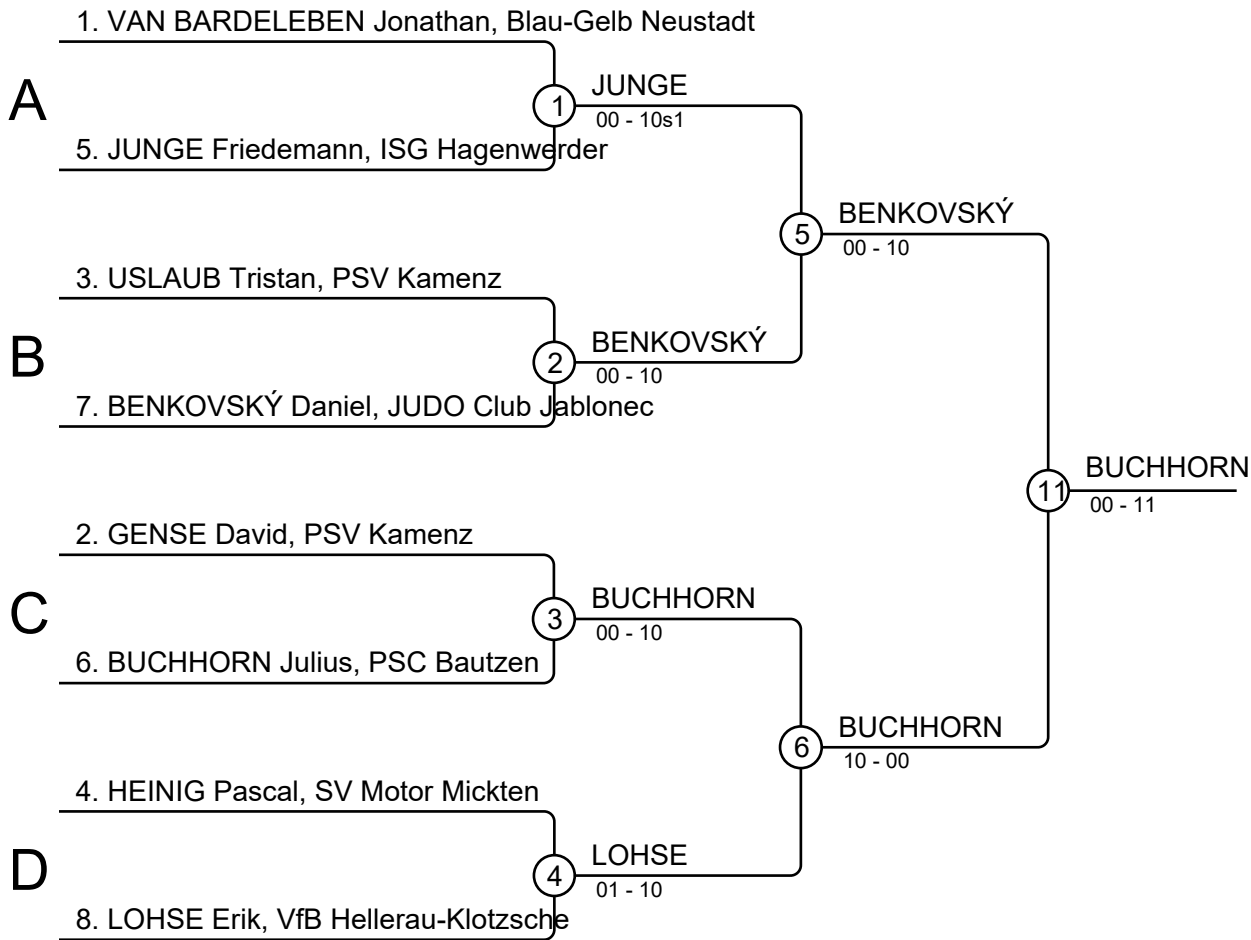 1. VAN BARDELEBEN Jonathan, Blau-Gelb Neustadt
A
1
JUNGE
00 - 10s1
5. JUNGE Friedemann, ISG Hagenwerder
5
BENKOVSKÝ
00 - 10
3. USLAUB Tristan, PSV Kamenz
B
2
BENKOVSKÝ
00 - 10
7. BENKOVSKÝ Daniel, JUDO Club Jablonec
11
BUCHHORN
00 - 11
2. GENSE David, PSV Kamenz
C
3
BUCHHORN
00 - 10
6. BUCHHORN Julius, PSC Bautzen
6
BUCHHORN
10 - 00
4. HEINIG Pascal, SV Motor Mickten
D
4
LOHSE
01 - 10
8. LOHSE Erik, VfB Hellerau-Klotzsche